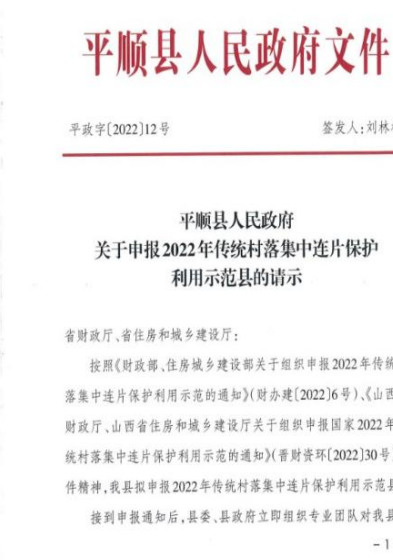 平顺县人民政府文件
平政字〔2022〕12号
签发人:刘林
平顺县人民政府
关于申报2022年传统村落集中连片保护
利用示范县的请示
省财政厅、省住房和城乡建设厅:
按照《财政部、住房城乡建设部关于组织申报2022年传统
落集中连片保护利用示范的通知》(财办建〔2022〕6号)、《山西
财政厅、山西省住房和城乡建设厅关于组织申报国家2022年
统村落集中连片保护利用示范的通知》(晋财资环〔2022〕30号)
件精神,我县拟申报2022年传统村落集中连片保护利用示范县
接到申报通知后,县委、县政府立即组织专业团队对我县
-1